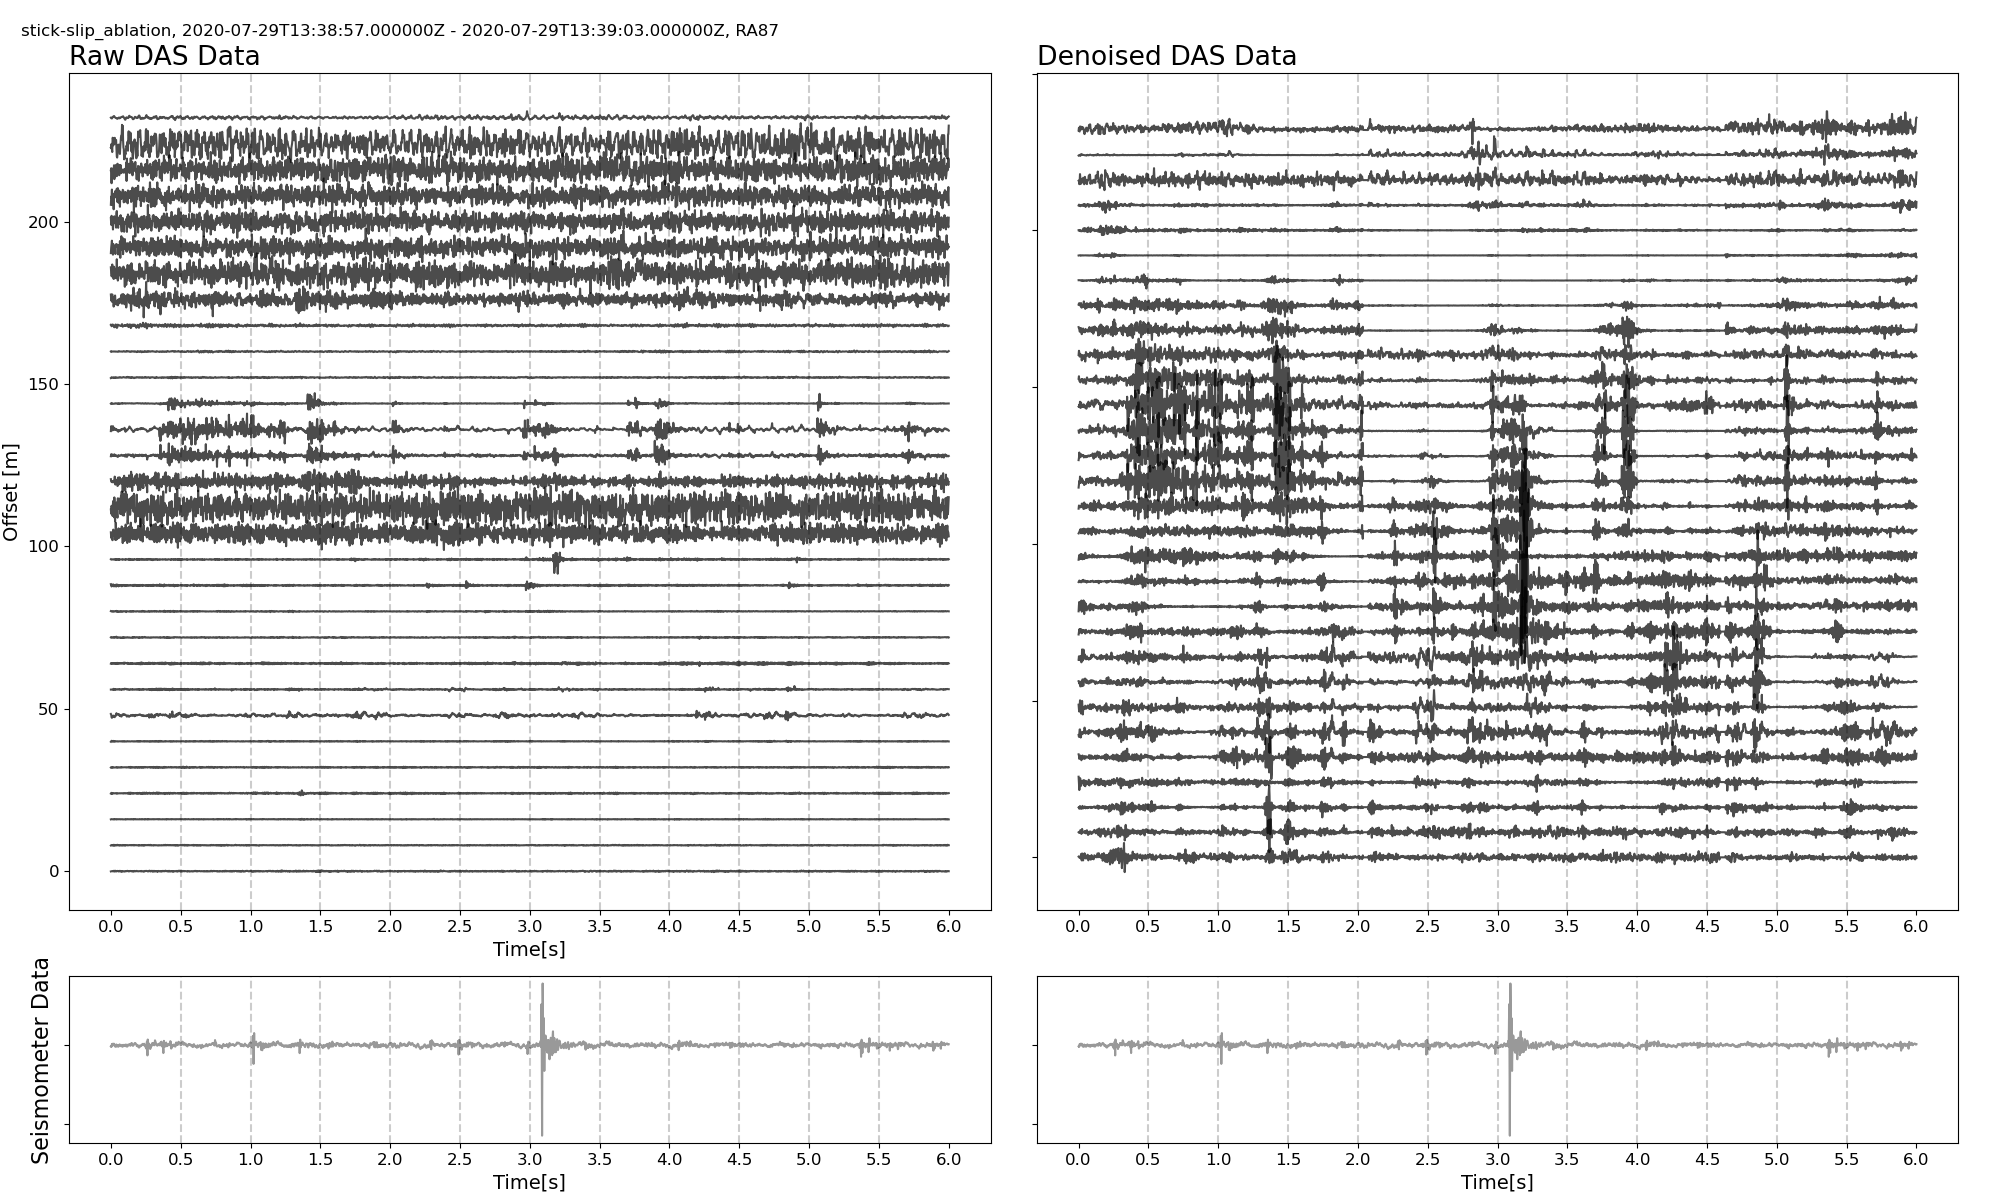 stick-slip_ablation, 2020-07-29T13:38:57.000000Z - 2020-07-29T13:39:03.000000Z, RA87
Raw DAS Data
Denoised DAS Data
Offset [m]
200
150
100
50
0
0.0 0.5 1.0 1.5 2.0 2.5 3.0 3.5 4.0 4.5 5.0 5.5 6.0
Time[s]
0.0 0.5 1.0 1.5 2.0 2.5 3.0 3.5 4.0 4.5 5.0 5.5 6.0
Seismometer Data
0.0 0.5 1.0 1.5 2.0 2.5 3.0 3.5 4.0 4.5 5.0 5.5 6.0
Time[s]
0.0 0.5 1.0 1.5 2.0 2.5 3.0 3.5 4.0 4.5 5.0 5.5 6.0
Time[s]